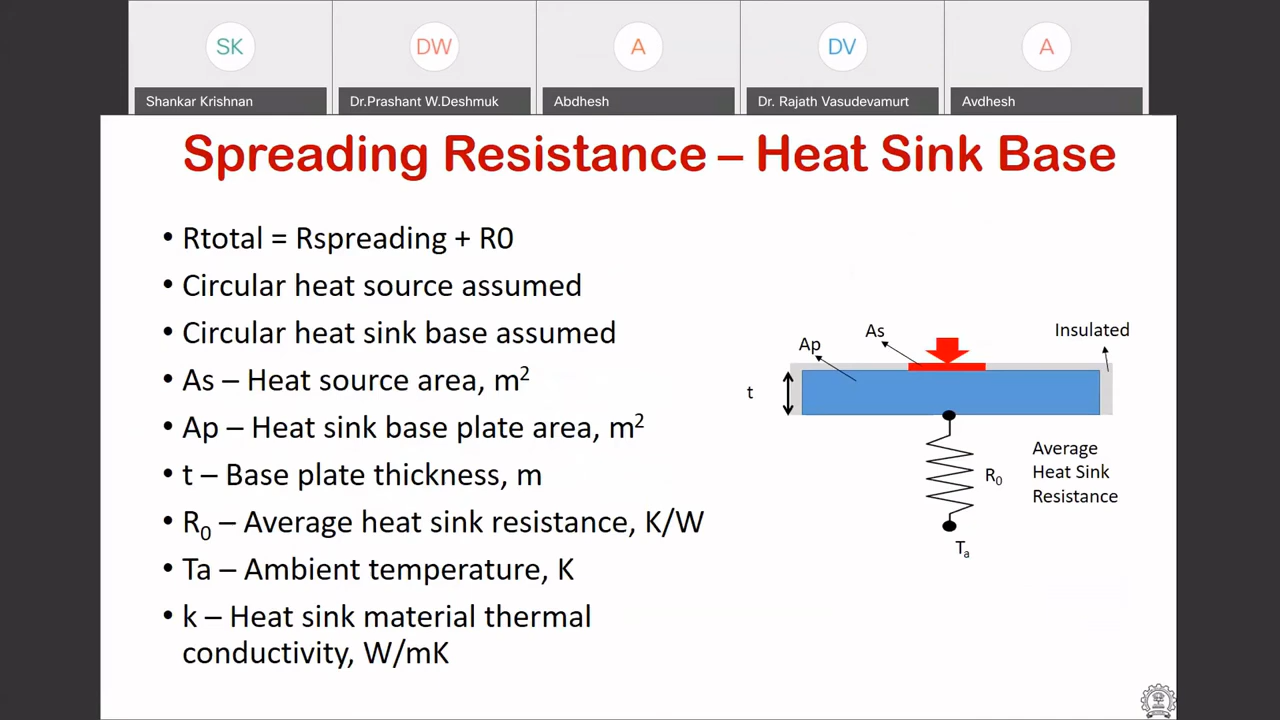 SK
DW
A
DV
A
Shankar Krishnan
Dr.Prashant W.Deshmuk
Abdhesh
Dr. Rajath Vasudevamurt
Avdhesh
Spreading Resistance – Heat Sink Base
• Rtotal = Rspreading + R0
• Circular heat source assumed
• Circular heat sink base assumed
• As – Heat source area, m²
• Ap – Heat sink base plate area, m²
• t – Base plate thickness, m
• R₀ – Average heat sink resistance, K/W
• Ta – Ambient temperature, K
• k – Heat sink material thermal
conductivity, W/mK
Ap
As
Insulated
t
R₀
Average
Heat Sink
Resistance
Tₐ